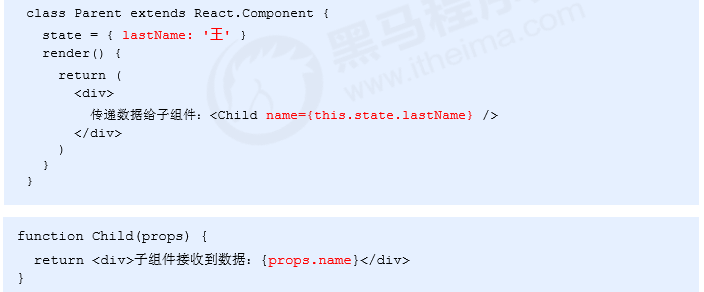 class Parent extends React.Component {
state = { lastName: '王' }
render() {
return (
<div>
传递数据给子组件：<Child name={this.state.lastName} />
</div>
)
}
}
黑马程序
www.itheima.com
function Child(props) {
return <div>子组件接收到数据：{props.name}</div>
}